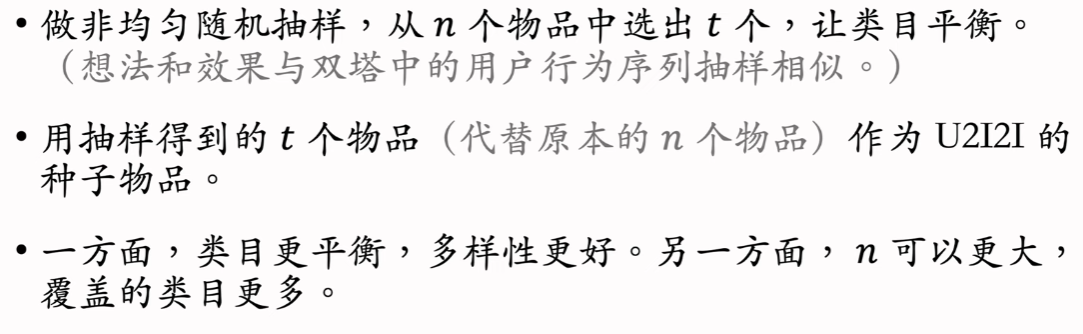 • 做非均匀随机抽样，从 n 个物品中选出 t 个，让类目平衡。
（想法和效果与双塔中的用户行为序列抽样相似。）
• 用抽样得到的 t 个物品（代替原本的 n 个物品）作为 U2I2I 的
种子物品。
• 一方面，类目更平衡，多样性更好。另一方面，n 可以更大，
覆盖的类目更多。